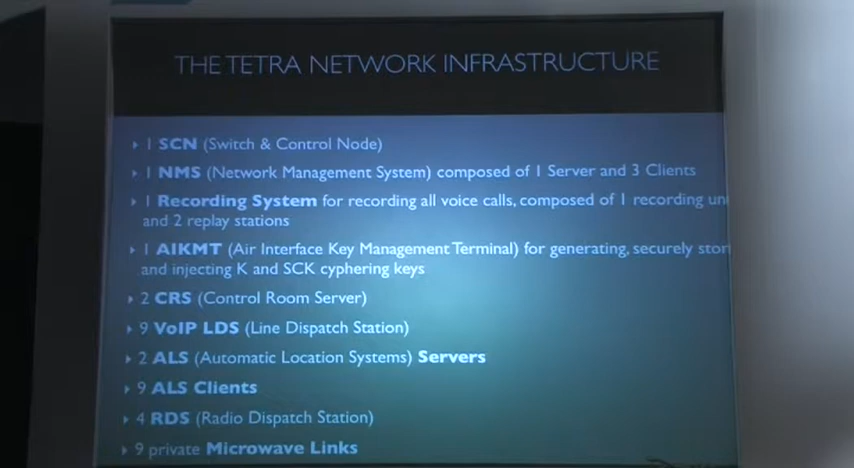 THE TETRA NETWORK INFRASTRUCTURE
1 SCN (Switch & Control Node)
1 NMS (Network Management System) composed of 1 Server and 3 Clients
1 Recording System for recording all voice calls, composed of 1 recording
and 2 replay stations
1 AIKMT (Air Interface Key Management Terminal) for generating, securely
and injecting K and SCK cyphering keys
2 CRS (Control Room Server)
9 VoIP LDS (Line Dispatch Station)
2 ALS (Automatic Location Systems) Servers
9 ALS Clients
4 RDS (Radio Dispatch Station)
9 private Microwave Links